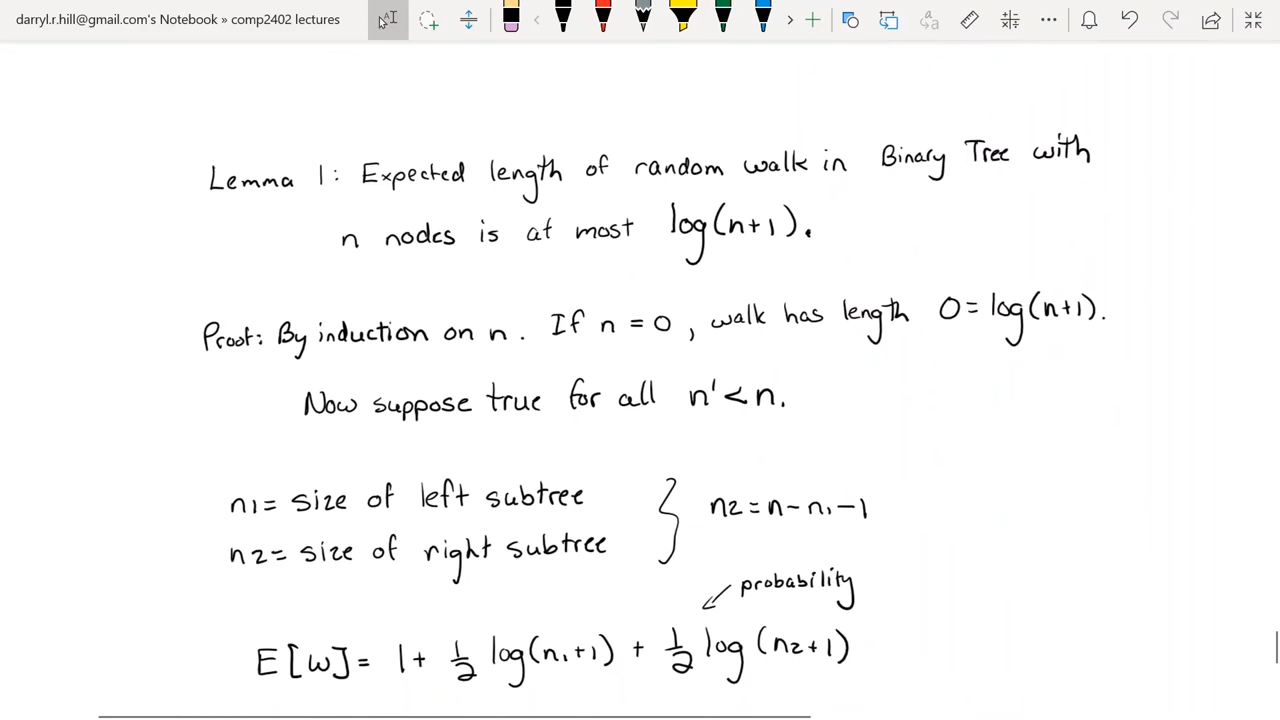 darryl.r.hill@gmail.com's Notebook » comp2402 lectures
Lemma 1: Expected length of random walk in Binary Tree with
n nodes is at most log(n+1).
Proof: By induction on n. If n = 0, walk has length 0 = log(n+1).
Now suppose true for all n' < n.
n1 = size of left subtree
n2 = n - n1 - 1
n2 = size of right subtree
probability
E[w] = 1 + 1/2 log(n1+1) + 1/2 log(n2+1)